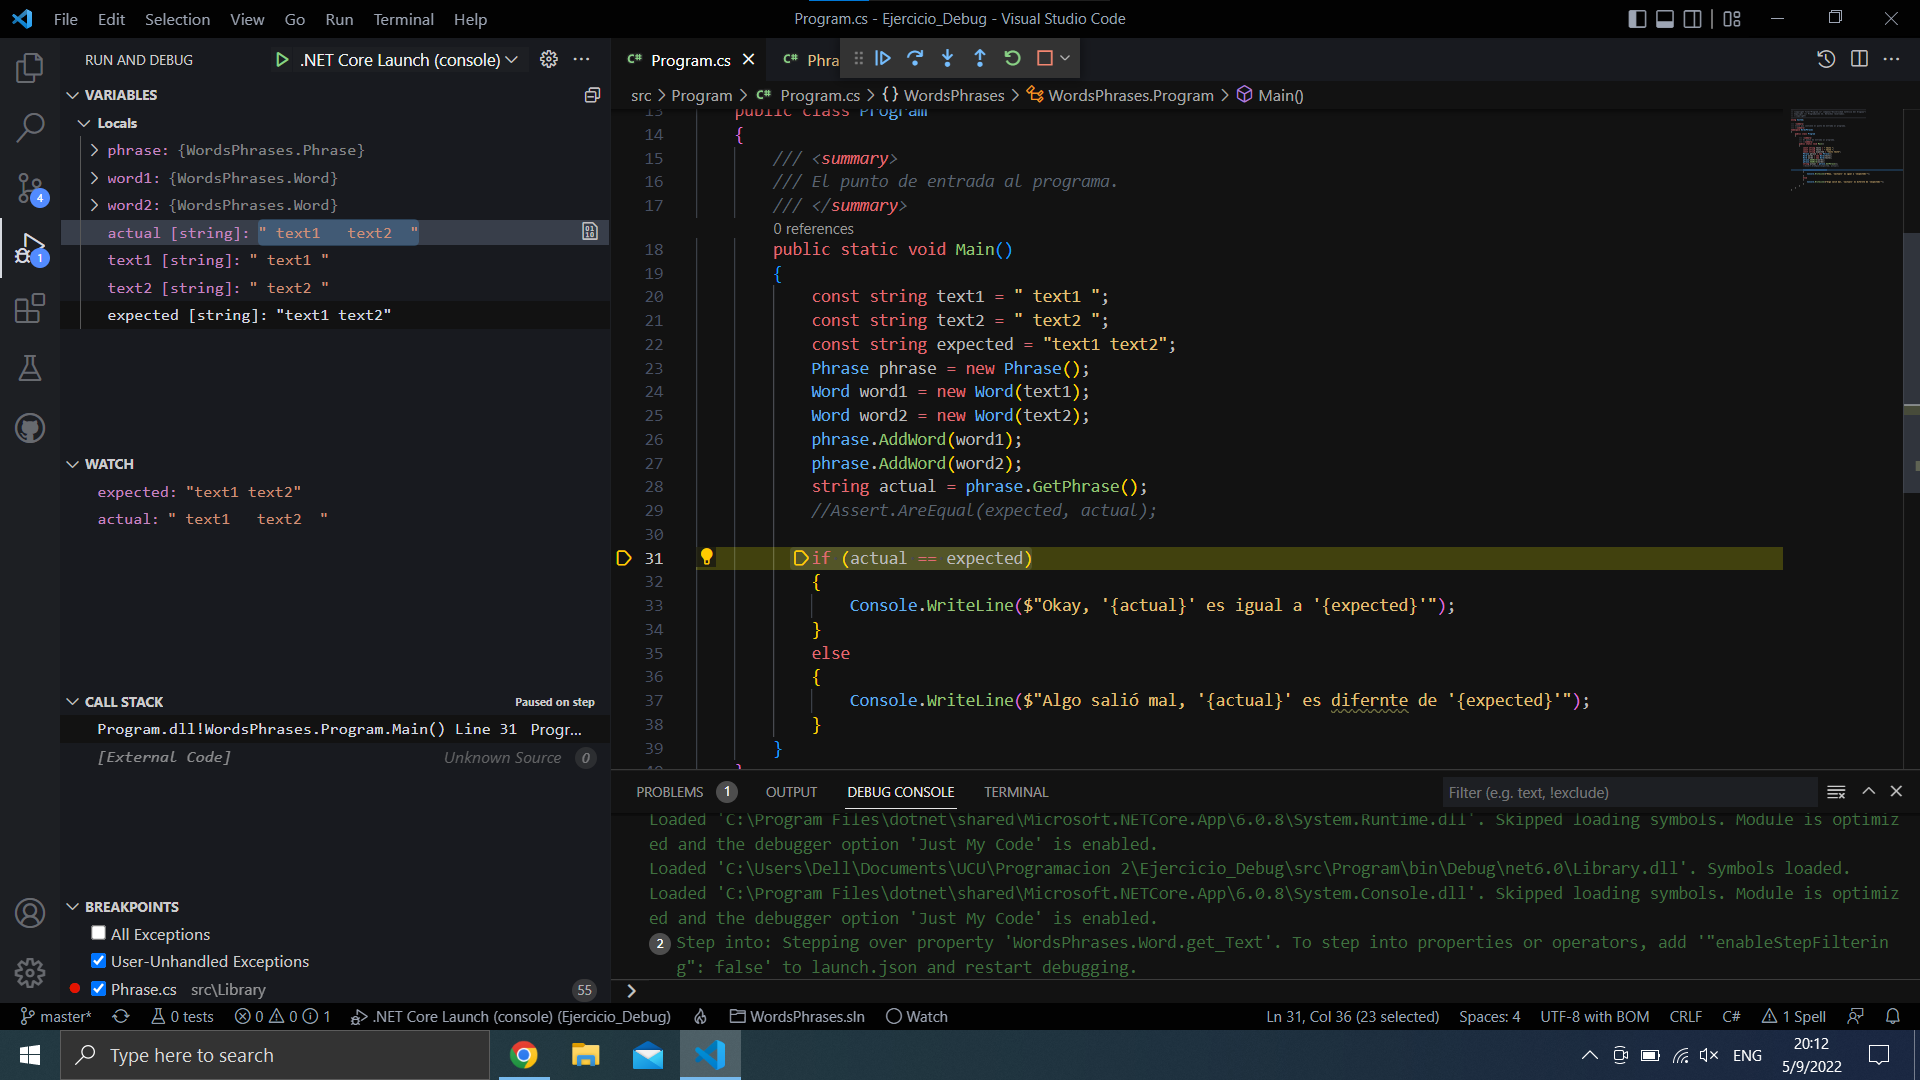 File Edit Selection View Go Run Terminal Help
Program.cs - Ejercicio_Debug - Visual Studio Code
RUN AND DEBUG
.NET Core Launch (console)
VARIABLES
Locals
phrase: {WordsPhrases.Phrase}
word1: {WordsPhrases.Word}
word2: {WordsPhrases.Word}
actual [string]: " text1   text2  "
text1 [string]: " text1 "
text2 [string]: " text2 "
expected [string]: "text1 text2"
WATCH
expected: "text1 text2"
actual: " text1   text2  "
CALL STACK
Paused on step
Program.dll!WordsPhrases.Program.Main() Line 31 Progr...
[External Code] Unknown Source 0
BREAKPOINTS
All Exceptions
User-Unhandled Exceptions
Phrase.cs src\Library 55
4
1
C# Program.cs
C# Phra
src > Program > C# Program.cs > {} WordsPhrases > WordsPhrases.Program > Main()
13 public class Program
14 {
15 /// <summary>
16 /// El punto de entrada al programa.
17 /// </summary>
0 references
18 public static void Main()
19 {
20 const string text1 = " text1 ";
21 const string text2 = " text2 ";
22 const string expected = "text1 text2";
23 Phrase phrase = new Phrase();
24 Word word1 = new Word(text1);
25 Word word2 = new Word(text2);
26 phrase.AddWord(word1);
27 phrase.AddWord(word2);
28 string actual = phrase.GetPhrase();
29 //Assert.AreEqual(expected, actual);
30
31 if (actual == expected)
32 {
33 Console.WriteLine($"Okay, '{actual}' es igual a '{expected}'");
34 }
35 else
36 {
37 Console.WriteLine($"Algo salió mal, '{actual}' es difernte de '{expected}'");
38 }
39 }
PROBLEMS 1 OUTPUT DEBUG CONSOLE TERMINAL
Filter (e.g. text, !exclude)
Loaded 'C:\Program Files\dotnet\shared\Microsoft.NETCore.App\6.0.8\System.Runtime.dll'. Skipped loading symbols. Module is optimiz
ed and the debugger option 'Just My Code' is enabled.
Loaded 'C:\Users\Dell\Documents\UCU\Programacion 2\Ejercicio_Debug\src\Program\bin\Debug\net6.0\Library.dll'. Symbols loaded.
Loaded 'C:\Program Files\dotnet\shared\Microsoft.NETCore.App\6.0.8\System.Console.dll'. Skipped loading symbols. Module is optimiz
ed and the debugger option 'Just My Code' is enabled.
2 Step into: Stepping over property 'WordsPhrases.Word.get_Text'. To step into properties or operators, add '"enableStepFilterin
g": false' to launch.json and restart debugging.
master* 0 tests 0 0 1 .NET Core Launch (console) (Ejercicio_Debug) WordsPhrases.sln Watch
Ln 31, Col 36 (23 selected) Spaces: 4 UTF-8 with BOM CRLF C# 1 Spell
Type here to search
ENG
20:12
5/9/2022